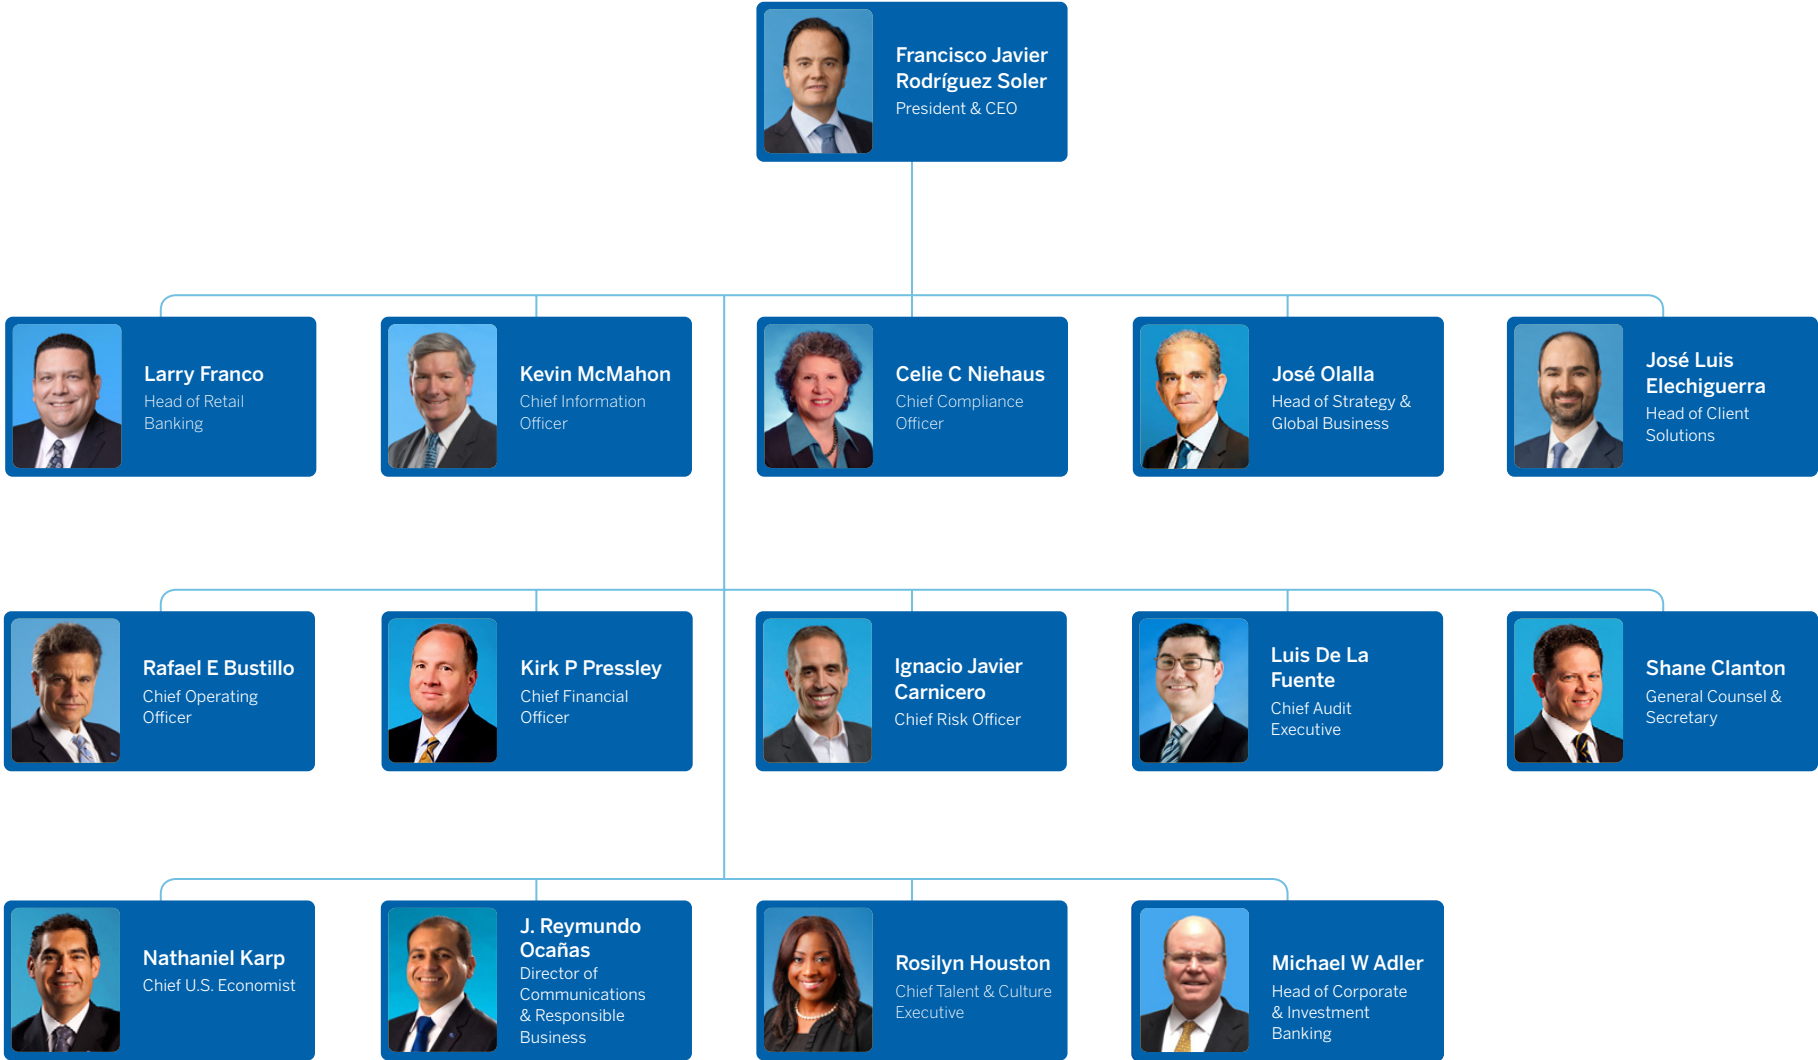 Francisco Javier
Rodríguez Soler
President & CEO
Larry Franco
Head of Retail
Banking
Kevin McMahon
Chief Information
Officer
Celie C Niehaus
Chief Compliance
Officer
José Olalla
Head of Strategy &
Global Business
José Luis
Elechiguerra
Head of Client
Solutions
Rafael E Bustillo
Chief Operating
Officer
Kirk P Pressley
Chief Financial
Officer
Ignacio Javier
Carnicero
Chief Risk Officer
Luis De La
Fuente
Chief Audit
Executive
Shane Clanton
General Counsel &
Secretary
Nathaniel Karp
Chief U.S. Economist
J. Reymundo
Ocañas
Director of
Communications
& Responsible
Business
Rosilyn Houston
Chief Talent & Culture
Executive
Michael W Adler
Head of Corporate
& Investment
Banking